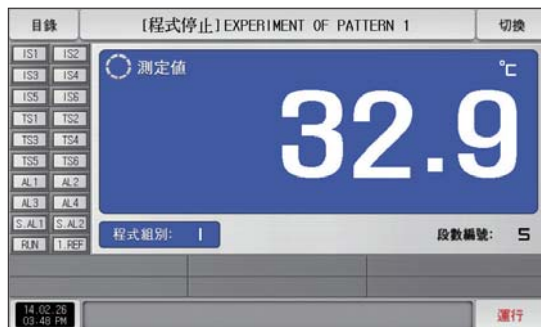 目錄
[程式停止]EXPERIMENT OF PATTERN 1
切換
IS1 IS2
IS3 IS4
IS5 IS6
TS1 TS2
TS3 TS4
TS5 TS6
AL1 AL2
AL3 AL4
S.AL1 S.AL2
RUN 1.REF
測定值
℃
32.9
程式組別: 1
段數編號: 5
14.02.26
03:48 PM
運行